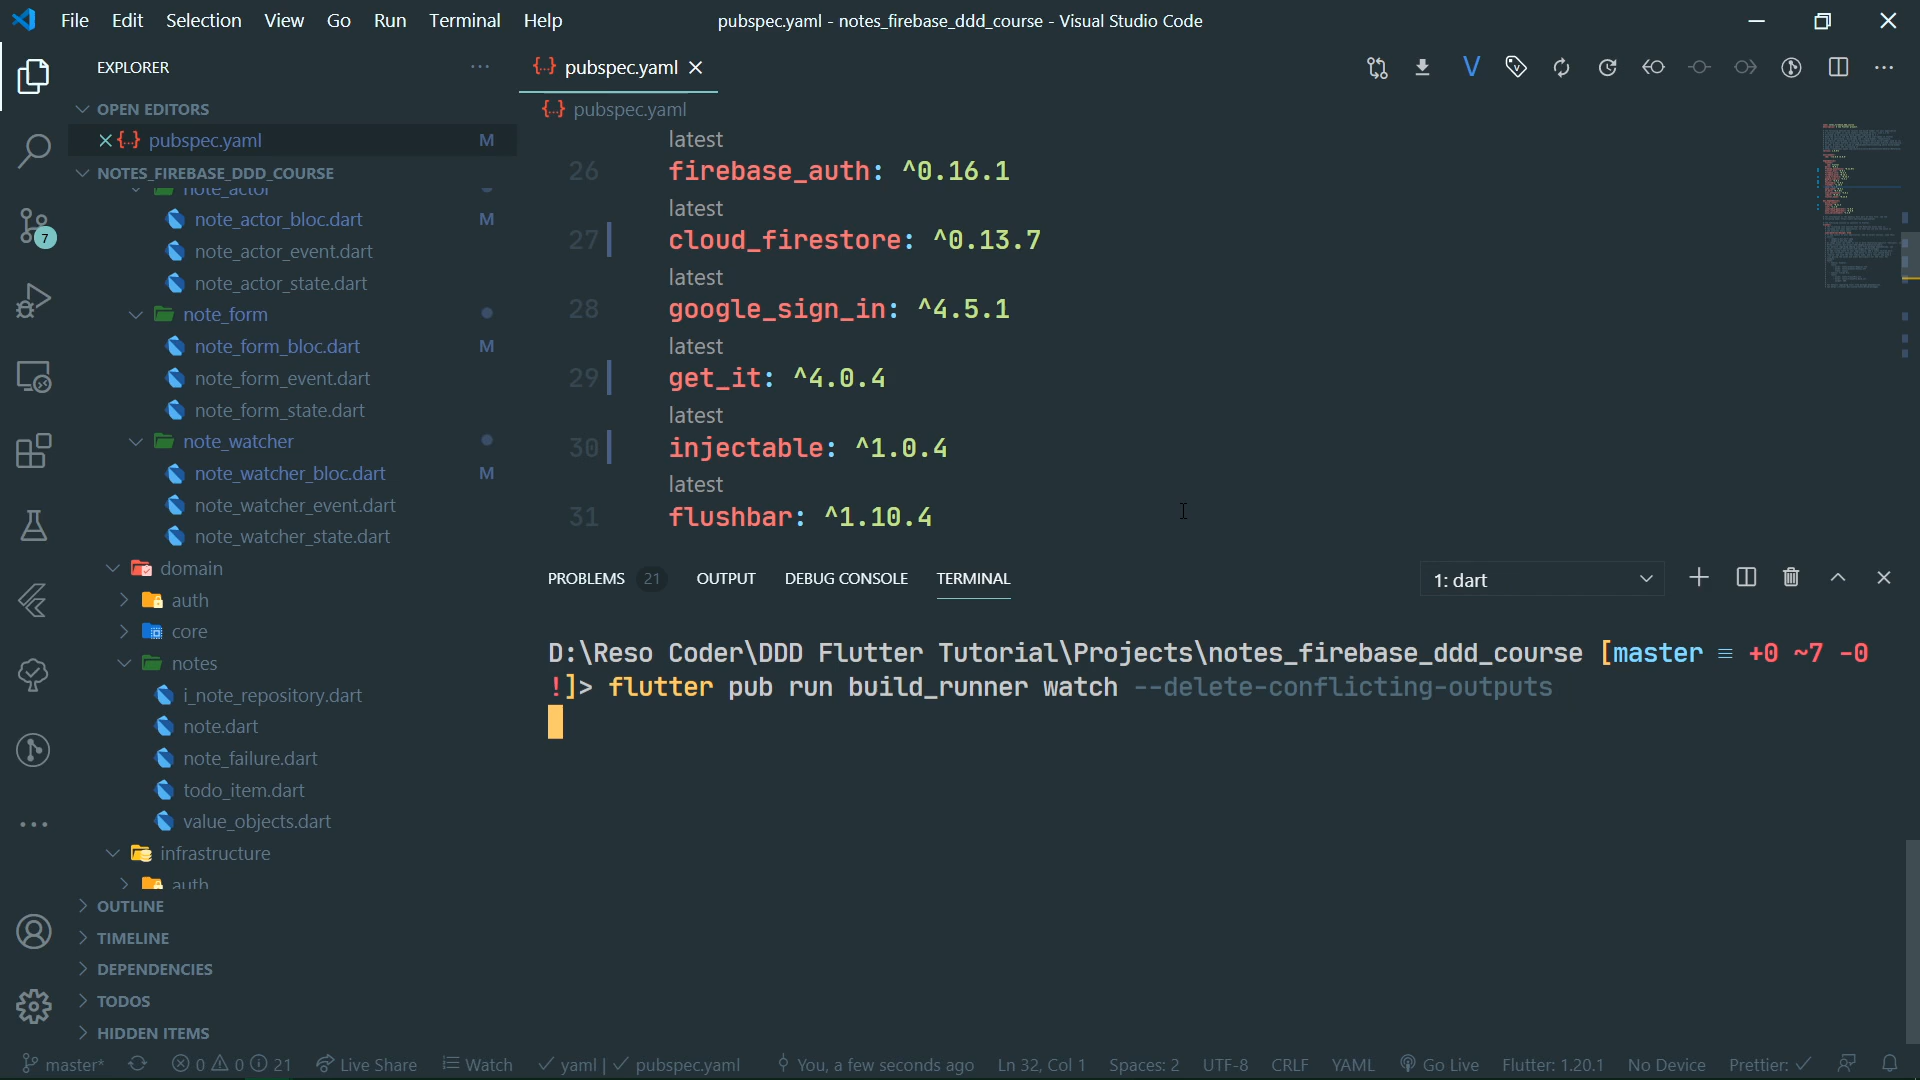 File Edit Selection View Go Run Terminal Help
pubspec.yaml - notes_firebase_ddd_course - Visual Studio Code
EXPLORER
OPEN EDITORS
pubspec.yaml M
NOTES_FIREBASE_DDD_COURSE
note_actor
note_actor_bloc.dart M
note_actor_event.dart
note_actor_state.dart
note_form
note_form_bloc.dart M
note_form_event.dart
note_form_state.dart
note_watcher
note_watcher_bloc.dart M
note_watcher_event.dart
note_watcher_state.dart
domain
auth
core
notes
i_note_repository.dart
note.dart
note_failure.dart
todo_item.dart
value_objects.dart
infrastructure
auth
OUTLINE
TIMELINE
DEPENDENCIES
TODOS
HIDDEN ITEMS
7
pubspec.yaml
pubspec.yaml
latest
26 firebase_auth: ^0.16.1
latest
27 cloud_firestore: ^0.13.7
latest
28 google_sign_in: ^4.5.1
latest
29 get_it: ^4.0.4
latest
30 injectable: ^1.0.4
latest
31 flushbar: ^1.10.4
PROBLEMS 21 OUTPUT DEBUG CONSOLE TERMINAL
1: dart
D:\Reso Coder\DDD Flutter Tutorial\Projects\notes_firebase_ddd_course [master ≡ +0 ~7 -0
!]> flutter pub run build_runner watch --delete-conflicting-outputs
master* 0 0 21 Live Share Watch yaml | pubspec.yaml You, a few seconds ago Ln 32, Col 1 Spaces: 2 UTF-8 CRLF YAML Go Live Flutter: 1.20.1 No Device Prettier: ✓